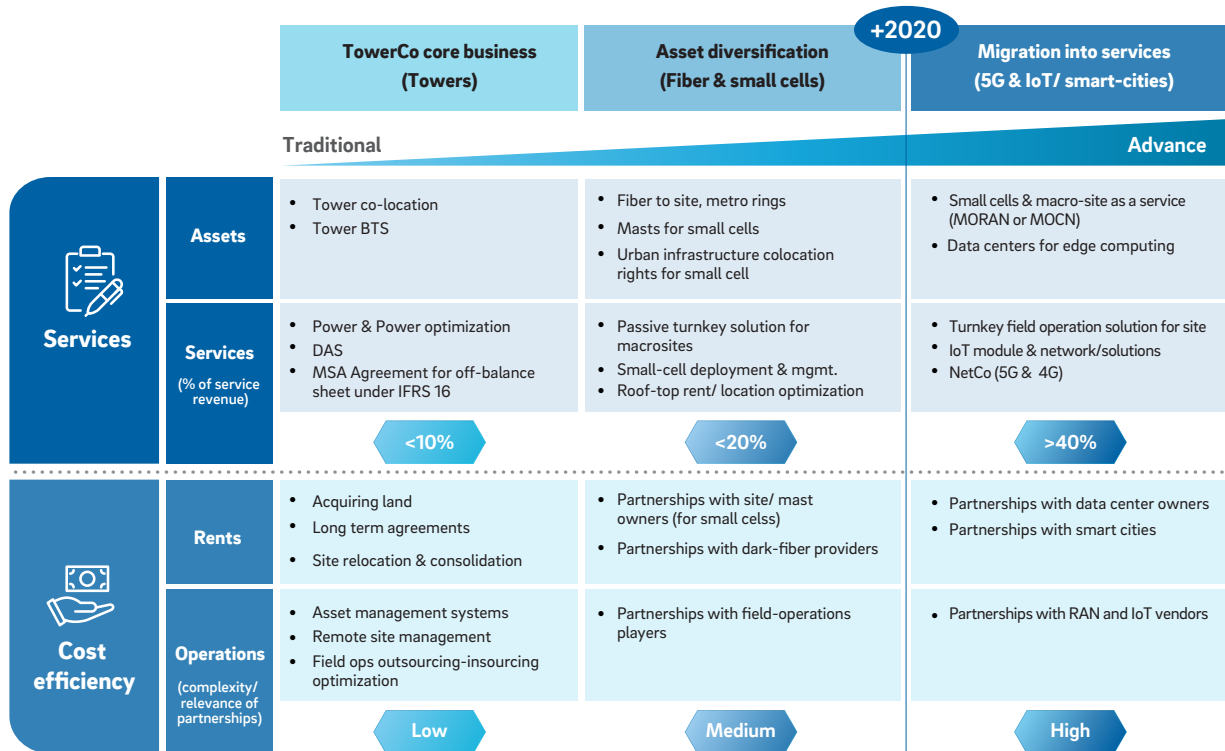 +2020
TowerCo core business
(Towers)
Asset diversification
(Fiber & small cells)
Migration into services
(5G & IoT/ smart-cities)
Traditional
Advance
Services
Assets
• Tower co-location
• Tower BTS
• Fiber to site, metro rings
• Masts for small cells
• Urban infrastructure colocation
rights for small cell
• Small cells & macro-site as a service
(MORAN or MOCN)
• Data centers for edge computing
Services
(% of service
revenue)
• Power & Power optimization
• DAS
• MSA Agreement for off-balance
sheet under IFRS 16
<10%
• Passive turnkey solution for
macrosites
• Small-cell deployment & mgmt.
• Roof-top rent/ location optimization
<20%
• Turnkey field operation solution for site
• IoT module & network/solutions
• NetCo (5G & 4G)
>40%
Cost
efficiency
Rents
• Acquiring land
• Long term agreements
• Site relocation & consolidation
• Partnerships with site/ mast
owners (for small celss)
• Partnerships with dark-fiber providers
• Partnerships with data center owners
• Partnerships with smart cities
Operations
(complexity/
relevance of
partnerships)
• Asset management systems
• Remote site management
• Field ops outsourcing-insourcing
optimization
Low
• Partnerships with field-operations
players
Medium
• Partnerships with RAN and IoT vendors
High